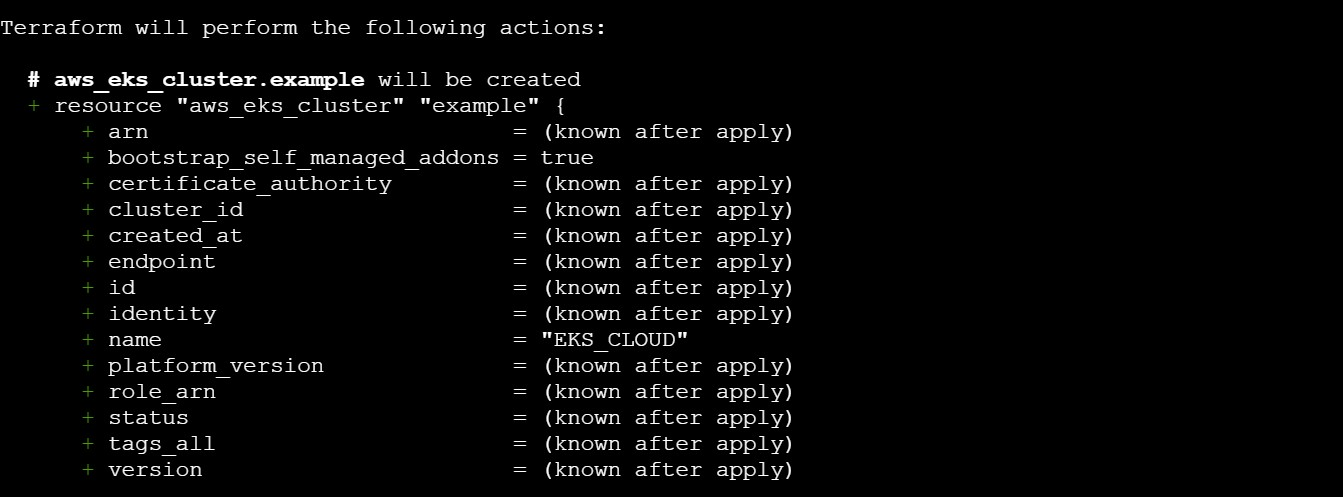 Terraform will perform the following actions:
# aws_eks_cluster.example will be created
+ resource "aws_eks_cluster" "example" {
+ arn = (known after apply)
+ bootstrap_self_managed_addons = true
+ certificate_authority = (known after apply)
+ cluster_id = (known after apply)
+ created_at = (known after apply)
+ endpoint = (known after apply)
+ id = (known after apply)
+ identity = (known after apply)
+ name = "EKS_CLOUD"
+ platform_version = (known after apply)
+ role_arn = (known after apply)
+ status = (known after apply)
+ tags_all = (known after apply)
+ version = (known after apply)